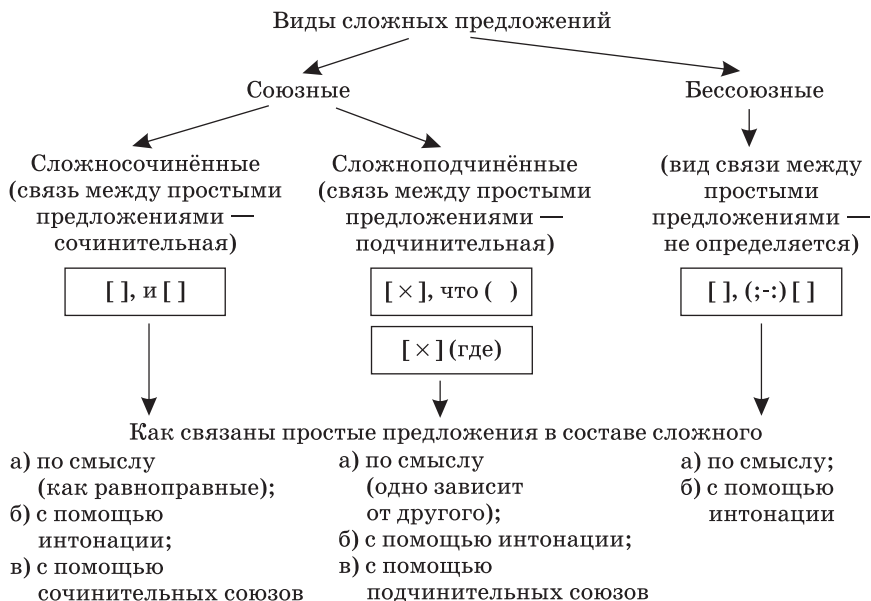 Виды сложных предложений
Союзные
Бессоюзные
Сложносочинённые
(связь между простыми
предложениями —
сочинительная)
Сложноподчинённые
(связь между простыми
предложениями —
подчинительная)
(вид связи между
простыми
предложениями —
не определяется)
[ ], и [ ]
[ × ], что ( )
[ × ] (где)
[ ], (;-:) [ ]
Как связаны простые предложения в составе сложного
а) по смыслу
(как равноправные);
б) с помощью
интонации;
в) с помощью
сочинительных союзов
а) по смыслу
(одно зависит
от другого);
б) с помощью интонации;
в) с помощью
подчинительных союзов
а) по смыслу;
б) с помощью
интонации